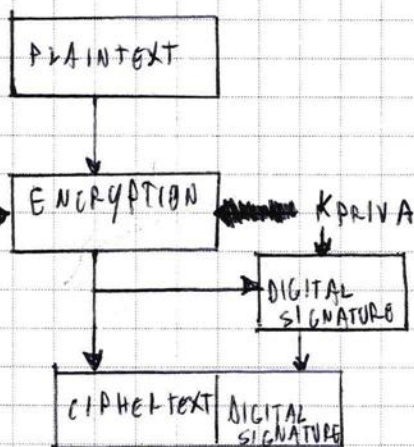 PLAINTEXT
ENCRYPTION
KPRIVA
DIGITAL
SIGNATURE
CIPHERTEXT
DIGITAL
SIGNATURE